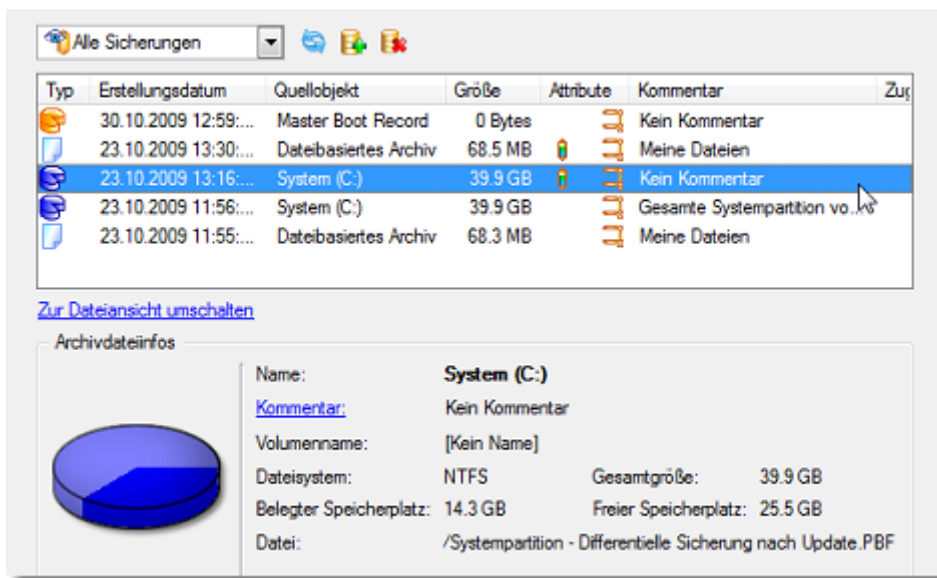 Alle Sicherungen
Typ Erstellungsdatum Quellobjekt Größe Attribute Kommentar Zug
30.10.2009 12:59:... Master Boot Record 0 Bytes Kein Kommentar
23.10.2009 13:30:... Dateibasiertes Archiv 68.5 MB Meine Dateien
23.10.2009 13:16:... System (C:) 39.9 GB Kein Kommentar
23.10.2009 11:56:... System (C:) 39.9 GB Gesamte Systempartition vo...
23.10.2009 11:55:... Dateibasiertes Archiv 68.3 MB Meine Dateien
Zur Dateiansicht umschalten
Archivdateiinfos
Name: System (C:)
Kommentar: Kein Kommentar
Volumenname: [Kein Name]
Dateisystem: NTFS Gesamtgröße: 39.9 GB
Belegter Speicherplatz: 14.3 GB Freier Speicherplatz: 25.5 GB
Datei: /Systempartition - Differentielle Sicherung nach Update.PBF